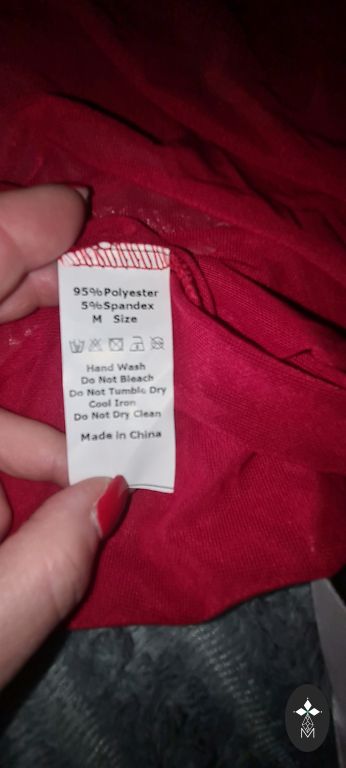 95%Polyester
5%Spandex
M Size
Hand Wash
Do Not Bleach
Do Not Tumble Dry
Cool Iron
Do Not Dry Clean
Made in China
M